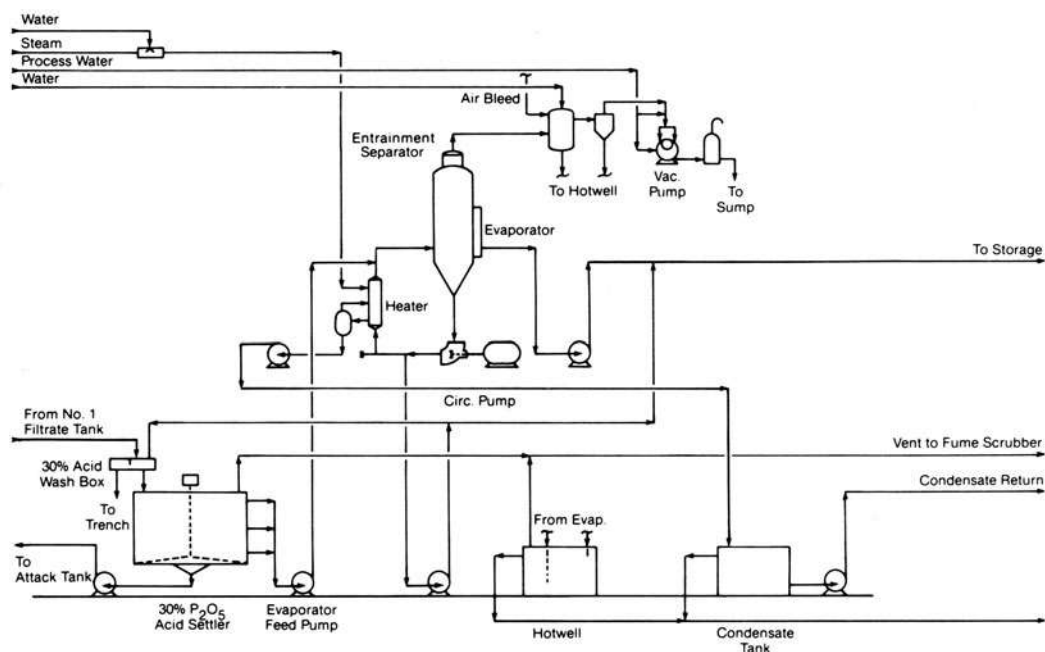 Water
Steam
Process Water
Water
Air Bleed
Entrainment
Separator
To Hotwell
Vac.
Pump
To
Sump
Evaporator
To Storage
Heater
Circ. Pump
From No. 1
Filtrate Tank
Vent to Fume Scrubber
30% Acid
Wash Box
Condensate Return
To
Trench
From Evap.
To
Attack Tank
30% P₂O₅
Acid Settler
Evaporator
Feed Pump
Hotwell
Condensate
Tank